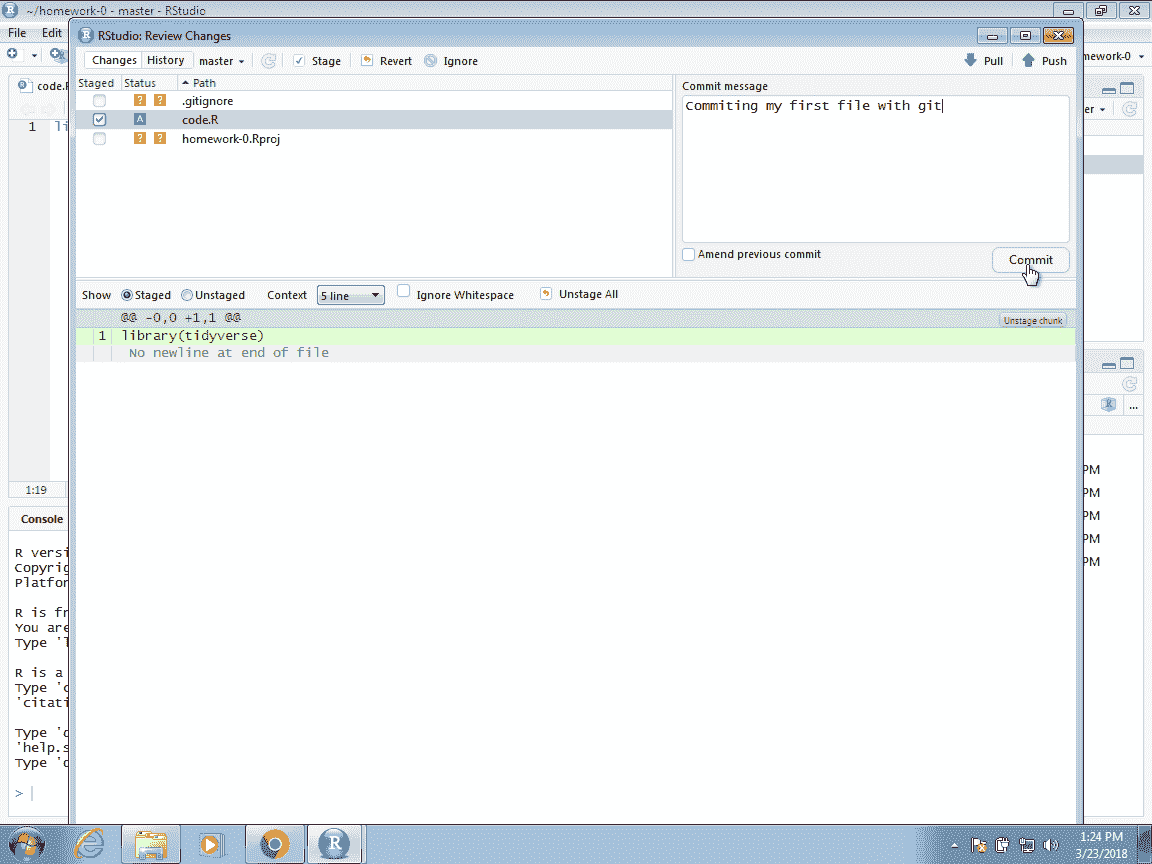 ~/homework-0 - master - RStudio
File Edit
RStudio: Review Changes
Changes History master Stage Revert Ignore Pull Push
mework-0
Staged Status Path
.gitignore
A code.R
homework-0.Rproj
Commit message
Commiting my first file with git
Amend previous commit
Commit
Show Staged Unstaged Context 5 line Ignore Whitespace Unstage All
@@ -0,0 +1,1 @@
Unstage chunk
1 library(tidyverse)
No newline at end of file
code.R
1 li
1:19
Console
R versi
Copyrig
Platfor
R is fr
You are
Type 'l
R is a
Type 'c
'citati
Type 'd
'help.s
Type 'q
>
er
...
PM
PM
PM
PM
PM
1:24 PM
3/23/2018